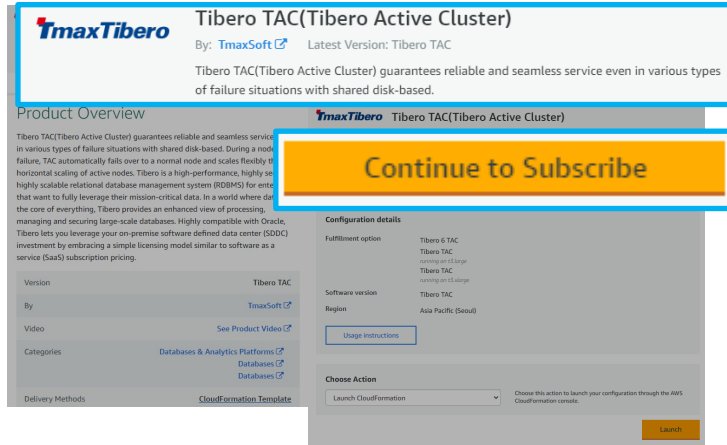 TmaxTibero
Tibero TAC(Tibero Active Cluster)
By: TmaxSoft Latest Version: Tibero TAC
Tibero TAC(Tibero Active Cluster) guarantees reliable and seamless service even in various types
of failure situations with shared disk-based.
Product Overview
Tibero TAC(Tibero Active Cluster) guarantees reliable and seamless service
in various types of failure situations with shared disk-based. During a node
failure, TAC automatically fails over to a normal node and scales flexibly
horizontal scaling of active nodes. Tibero is a high-performance, highly
highly scalable relational database management system (RDBMS) for
that want to fully leverage their mission-critical data. In a world where
the core of everything, Tibero provides an enhanced view of processing,
managing and securing large-scale databases. Highly compatible with Oracle,
Tibero lets you leverage your on-premise software defined data center (SDDC)
investment by embracing a simple licensing model similar to software as a
service (SaaS) subscription pricing.
Version Tibero TAC
By TmaxSoft
Video See Product Video
Categories Databases & Analytics Platforms
Databases
Databases
Delivery Methods CloudFormation Template
TmaxTibero Tibero TAC(Tibero Active Cluster)
Continue to Subscribe
Configuration details
Fulfillment option Tibero 6 TAC
Tibero TAC
running on t3.large
Tibero TAC
running on t3.xlarge
Software version Tibero TAC
Region Asia Pacific (Seoul)
Usage Instructions
Choose Action
Launch CloudFormation
Choose this action to launch your configuration through the AWS
CloudFormation console.
Launch